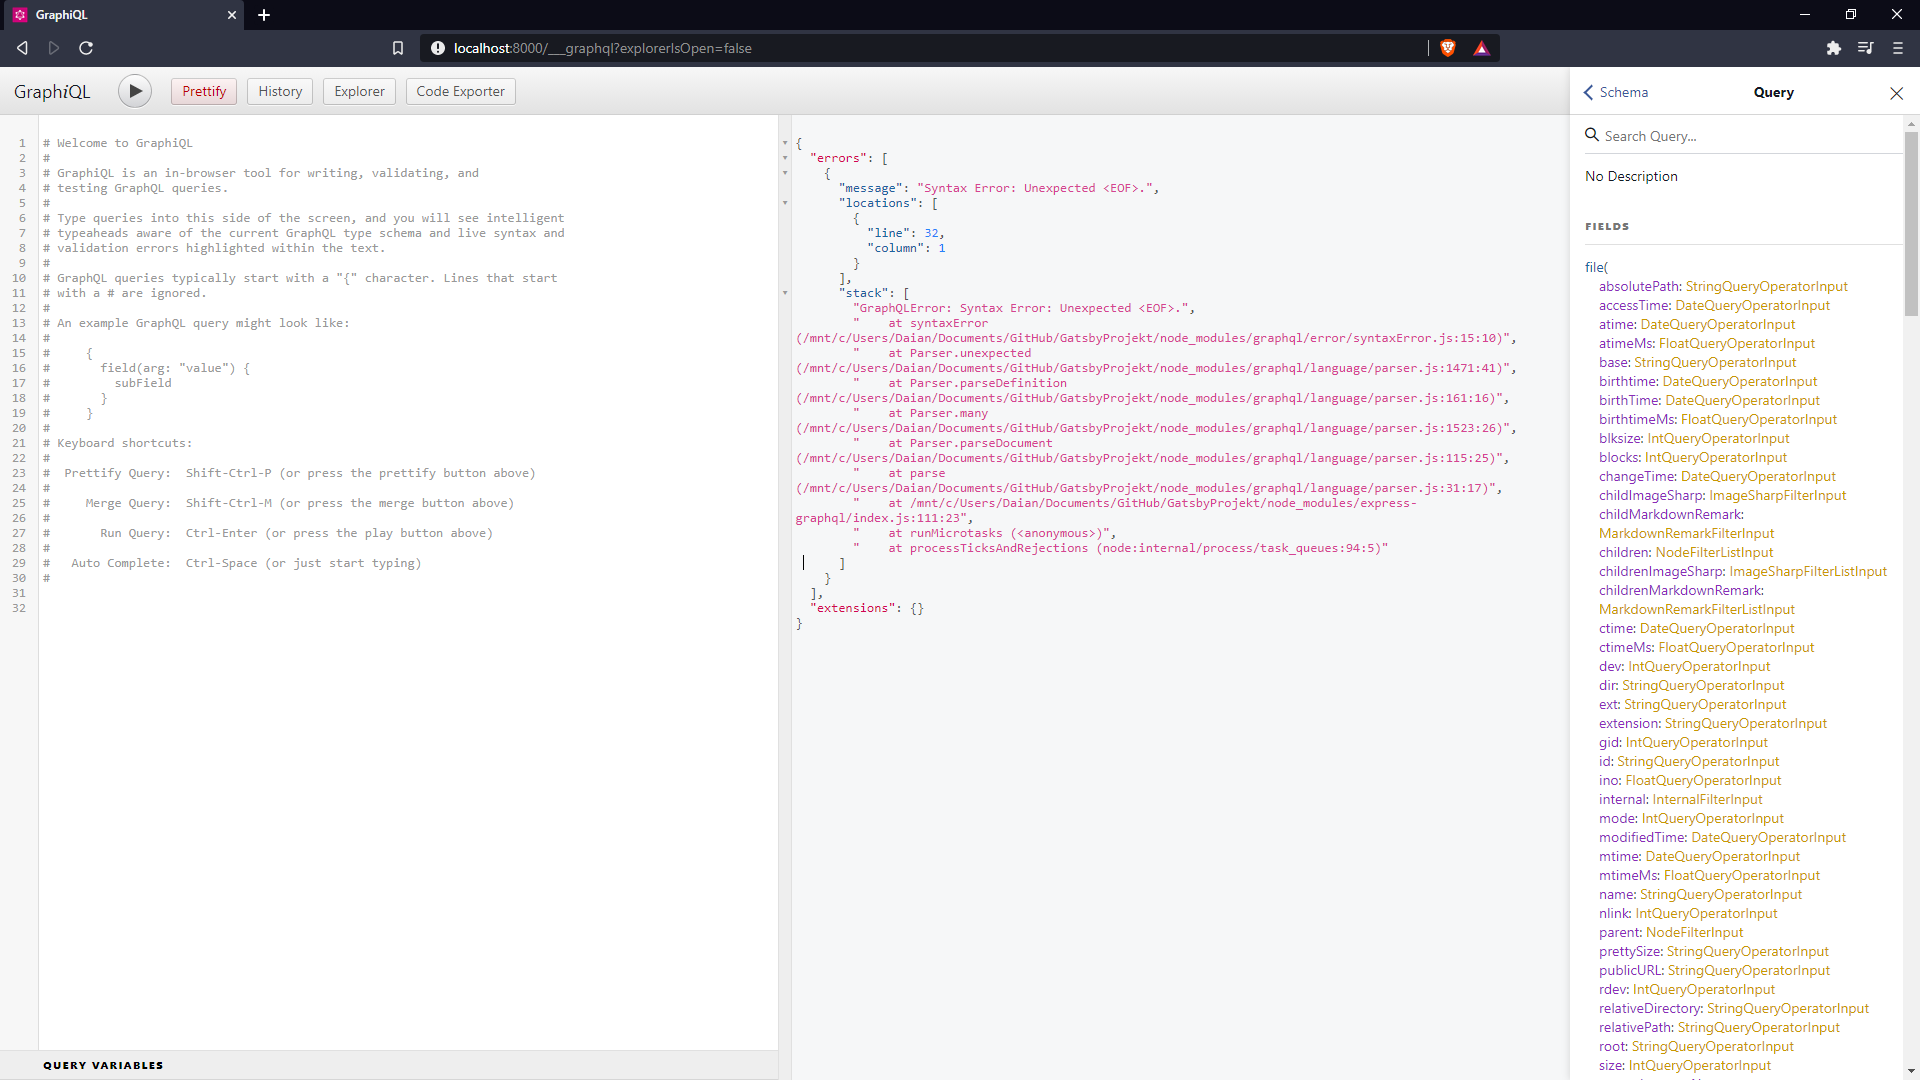 GraphiQL
localhost:8000/___graphql?explorerIsOpen=false
GraphiQL
Prettify
History
Explorer
Code Exporter
1 # Welcome to GraphiQL
2 #
3 # GraphiQL is an in-browser tool for writing, validating, and
4 # testing GraphQL queries.
5 #
6 # Type queries into this side of the screen, and you will see intelligent
7 # typeaheads aware of the current GraphQL type schema and live syntax and
8 # validation errors highlighted within the text.
9 #
10 # GraphQL queries typically start with a "{" character. Lines that start
11 # with a # are ignored.
12 #
13 # An example GraphQL query might look like:
14 #
15 #     {
16 #       field(arg: "value") {
17 #         subField
18 #       }
19 #     }
20 #
21 # Keyboard shortcuts:
22 #
23 #  Prettify Query:  Shift-Ctrl-P (or press the prettify button above)
24 #
25 #     Merge Query:  Shift-Ctrl-M (or press the merge button above)
26 #
27 #       Run Query:  Ctrl-Enter (or press the play button above)
28 #
29 #   Auto Complete:  Ctrl-Space (or just start typing)
30 #
31
32
QUERY VARIABLES
{
"errors": [
{
"message": "Syntax Error: Unexpected <EOF>.",
"locations": [
{
"line": 32,
"column": 1
}
],
"stack": [
"GraphQLError: Syntax Error: Unexpected <EOF>.",
"    at syntaxError
(/mnt/c/Users/Daian/Documents/GitHub/GatsbyProjekt/node_modules/graphql/error/syntaxError.js:15:10)",
"    at Parser.unexpected
(/mnt/c/Users/Daian/Documents/GitHub/GatsbyProjekt/node_modules/graphql/language/parser.js:1471:41)",
"    at Parser.parseDefinition
(/mnt/c/Users/Daian/Documents/GitHub/GatsbyProjekt/node_modules/graphql/language/parser.js:161:16)",
"    at Parser.many
(/mnt/c/Users/Daian/Documents/GitHub/GatsbyProjekt/node_modules/graphql/language/parser.js:1523:26)",
"    at Parser.parseDocument
(/mnt/c/Users/Daian/Documents/GitHub/GatsbyProjekt/node_modules/graphql/language/parser.js:115:25)",
"    at parse
(/mnt/c/Users/Daian/Documents/GitHub/GatsbyProjekt/node_modules/graphql/language/parser.js:31:17)",
"    at /mnt/c/Users/Daian/Documents/GitHub/GatsbyProjekt/node_modules/express-
graphql/index.js:111:23",
"    at runMicrotasks (<anonymous>)",
"    at processTicksAndRejections (node:internal/process/task_queues:94:5)"
]
}
],
"extensions": {}
}
Schema
Query
Search Query...
No Description
FIELDS
file(
absolutePath: StringQueryOperatorInput
accessTime: DateQueryOperatorInput
atime: DateQueryOperatorInput
atimeMs: FloatQueryOperatorInput
base: StringQueryOperatorInput
birthtime: DateQueryOperatorInput
birthTime: DateQueryOperatorInput
birthtimeMs: FloatQueryOperatorInput
blksize: IntQueryOperatorInput
blocks: IntQueryOperatorInput
changeTime: DateQueryOperatorInput
childImageSharp: ImageSharpFilterInput
childMarkdownRemark:
MarkdownRemarkFilterInput
children: NodeFilterListInput
childrenImageSharp: ImageSharpFilterListInput
childrenMarkdownRemark:
MarkdownRemarkFilterListInput
ctime: DateQueryOperatorInput
ctimeMs: FloatQueryOperatorInput
dev: IntQueryOperatorInput
dir: StringQueryOperatorInput
ext: StringQueryOperatorInput
extension: StringQueryOperatorInput
gid: IntQueryOperatorInput
id: StringQueryOperatorInput
ino: FloatQueryOperatorInput
internal: InternalFilterInput
mode: IntQueryOperatorInput
modifiedTime: DateQueryOperatorInput
mtime: DateQueryOperatorInput
mtimeMs: FloatQueryOperatorInput
name: StringQueryOperatorInput
nlink: IntQueryOperatorInput
parent: NodeFilterInput
prettySize: StringQueryOperatorInput
publicURL: StringQueryOperatorInput
rdev: IntQueryOperatorInput
relativeDirectory: StringQueryOperatorInput
relativePath: StringQueryOperatorInput
root: StringQueryOperatorInput
size: IntQueryOperatorInput